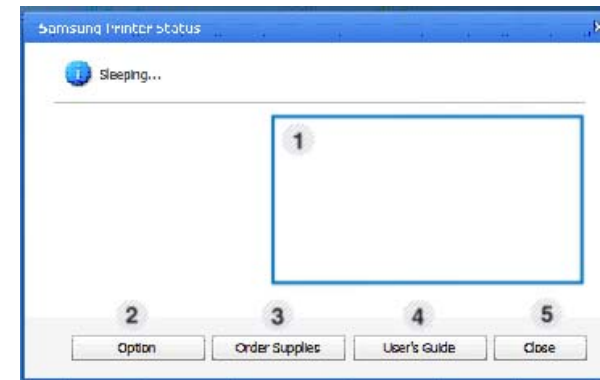 Samsung Printer Status
Sleeping...
1
2 3 4 5
Option Order Supplies User's Guide Close